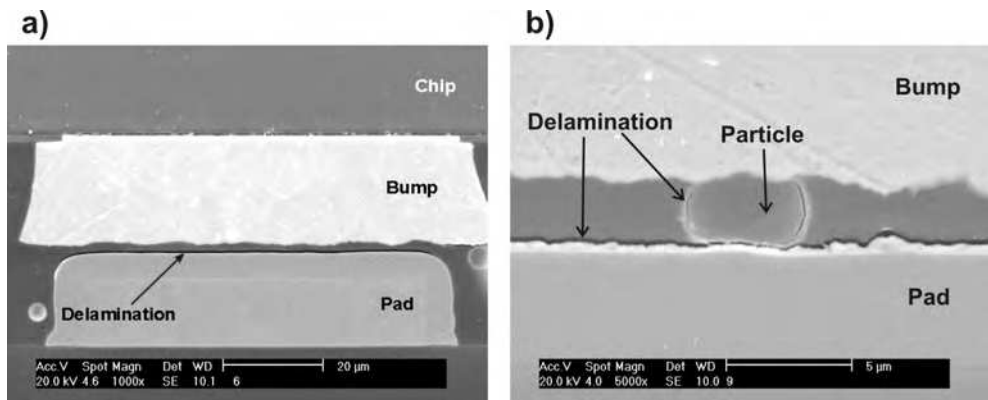 a)
Chip
Bump
Pad
Delamination
Acc.V Spot Magn Det WD 20 µm
20.0 kV 4.6 1000x SE 10.1 6
b)
Bump
Delamination
Particle
Pad
Acc.V Spot Magn Det WD 5 µm
20.0 kV 4.0 5000x SE 10.0 9